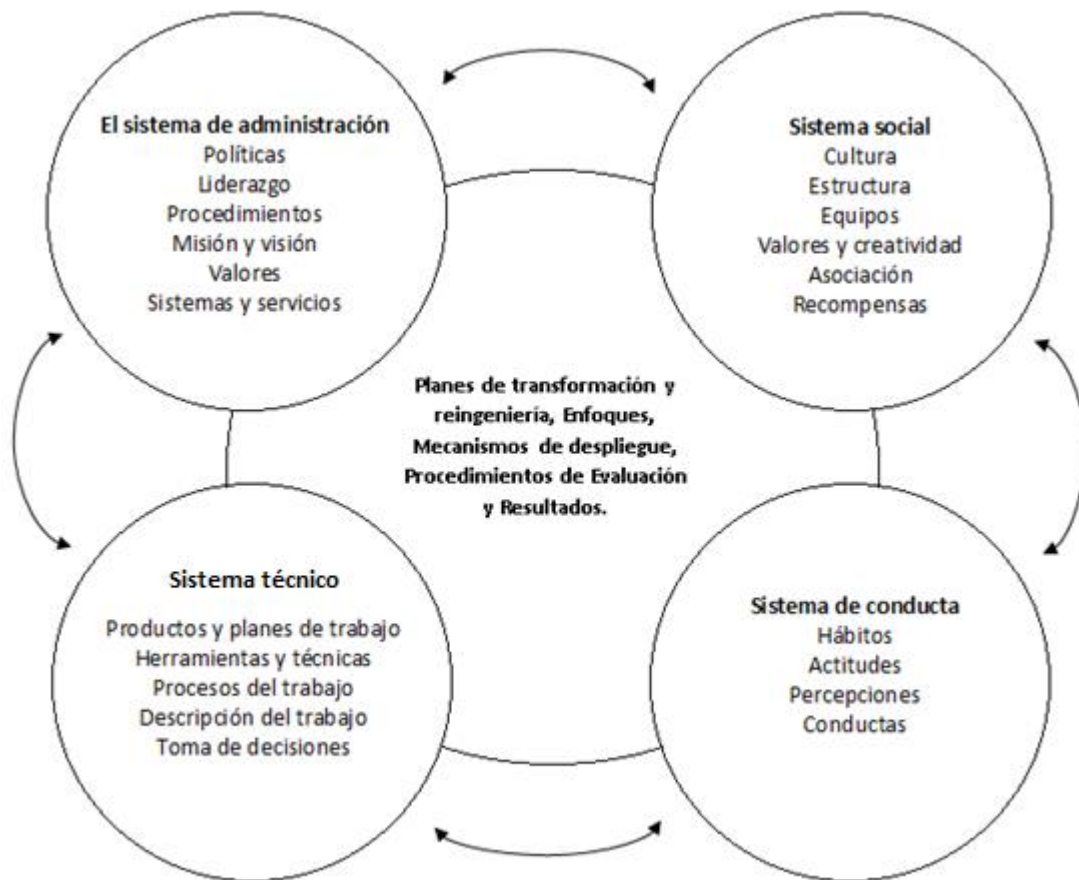 El sistema de administración
Políticas
Liderazgo
Procedimientos
Misión y visión
Valores
Sistemas y servicios
Sistema social
Cultura
Estructura
Equipos
Valores y creatividad
Asociación
Recompensas
Planes de transformación y
reingeniería, Enfoques,
Mecanismos de despliegue,
Procedimientos de Evaluación
y Resultados.
Sistema técnico
Productos y planes de trabajo
Herramientas y técnicas
Procesos del trabajo
Descripción del trabajo
Toma de decisiones
Sistema de conducta
Hábitos
Actitudes
Percepciones
Conductas